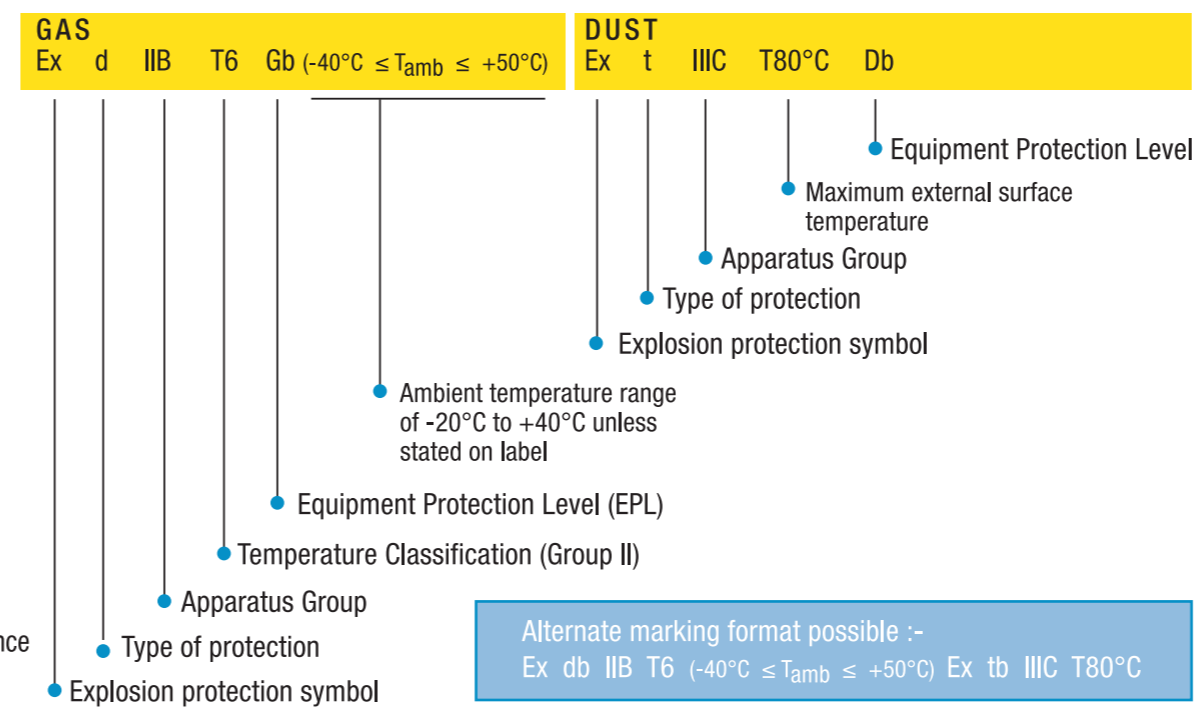 GAS
Ex d IIB T6 Gb (-40°C ≤ Tamb ≤ +50°C)
DUST
Ex t IIIC T80°C Db
Equipment Protection Level
Maximum external surface
temperature
Apparatus Group
Type of protection
Explosion protection symbol
Ambient temperature range
of -20°C to +40°C unless
stated on label
Equipment Protection Level (EPL)
Temperature Classification (Group II)
Apparatus Group
Type of protection
Explosion protection symbol
nce
Alternate marking format possible :-
Ex db IIB T6 (-40°C ≤ Tamb ≤ +50°C) Ex tb IIIC T80°C